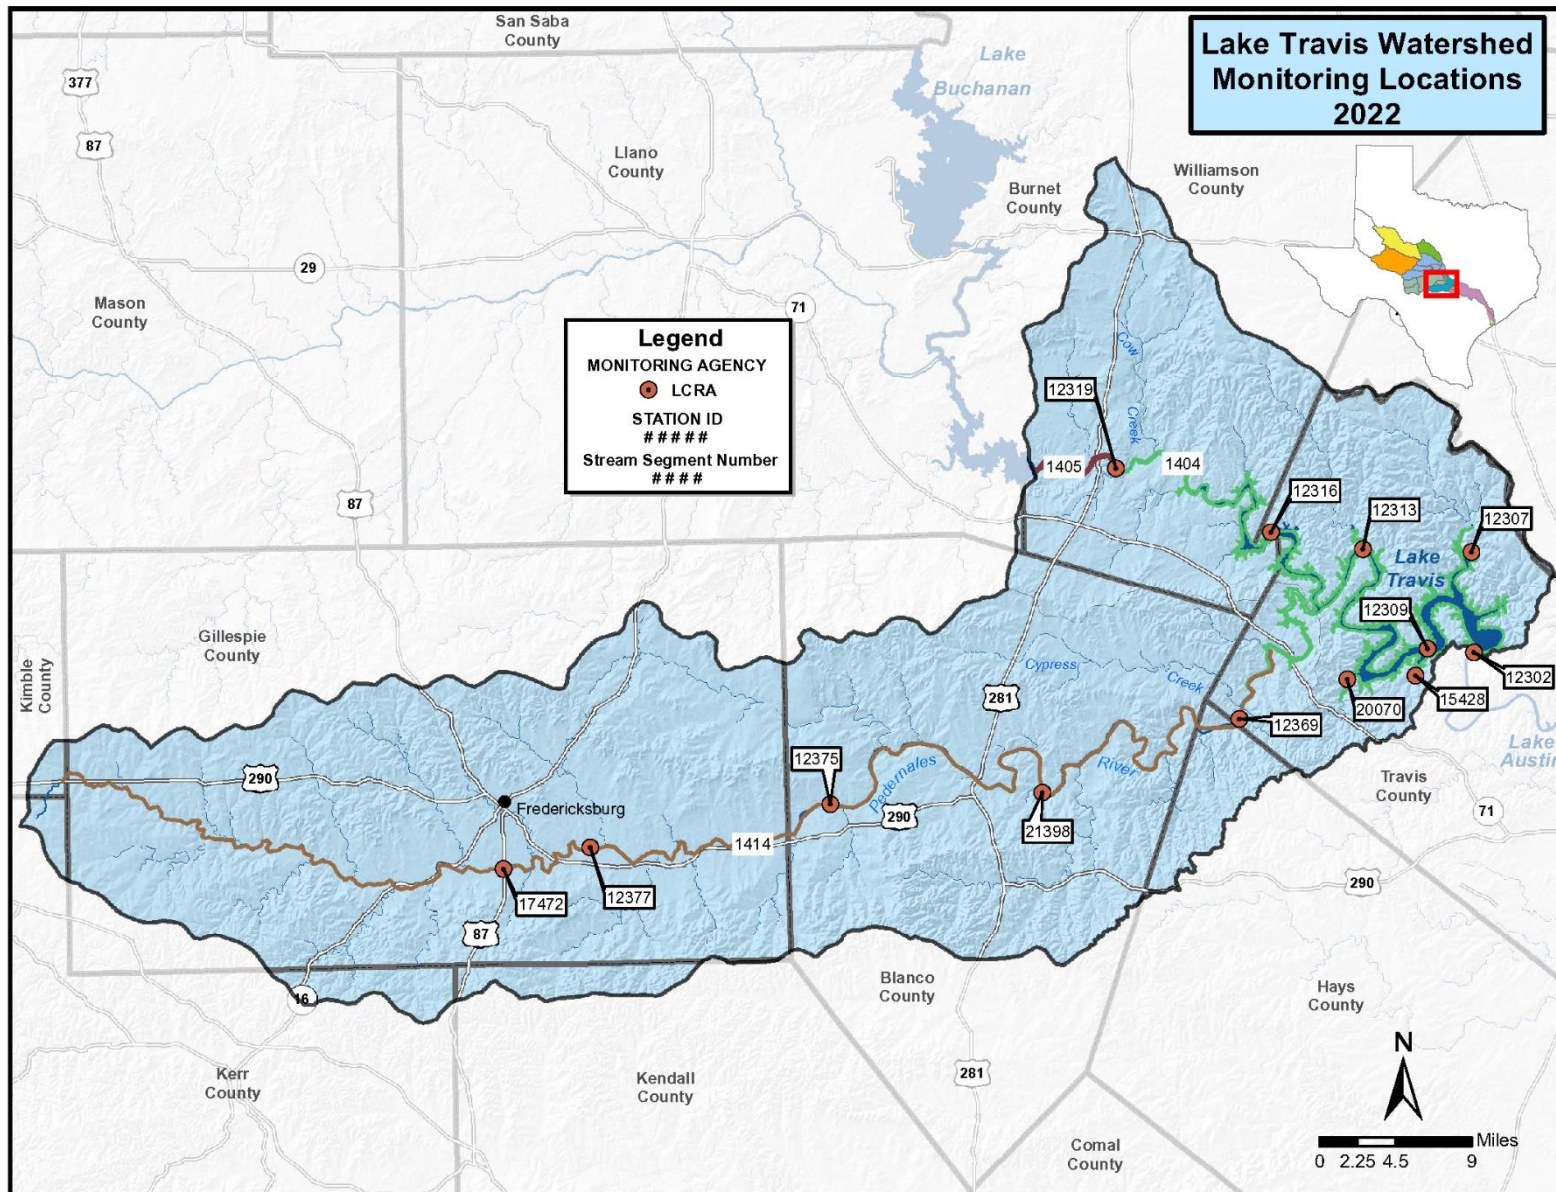 Lake Travis Watershed
Monitoring Locations
2022
San Saba
County
Lake
Buchanan
377
87
Llano
County
Williamson
County
Burnet
County
29
Mason
County
71
Legend
MONITORING AGENCY
LCRA
STATION ID
# # # # #
Stream Segment Number
# # # #
Cow
Creek
12319
1405
1404
12316
12313
12307
87
Lake
Travis
12309
Gillespie
County
Kimble
County
Cypress
Creek
281
12302
15428
20070
12369
Lake
Austin
12375
Pedernales
River
290
Travis
County
Fredericksburg
290
71
21398
1414
290
17472
12377
87
16
Blanco
County
Hays
County
Kerr
County
Kendall
County
281
N
Comal
County
Miles
0 2.25 4.5 9